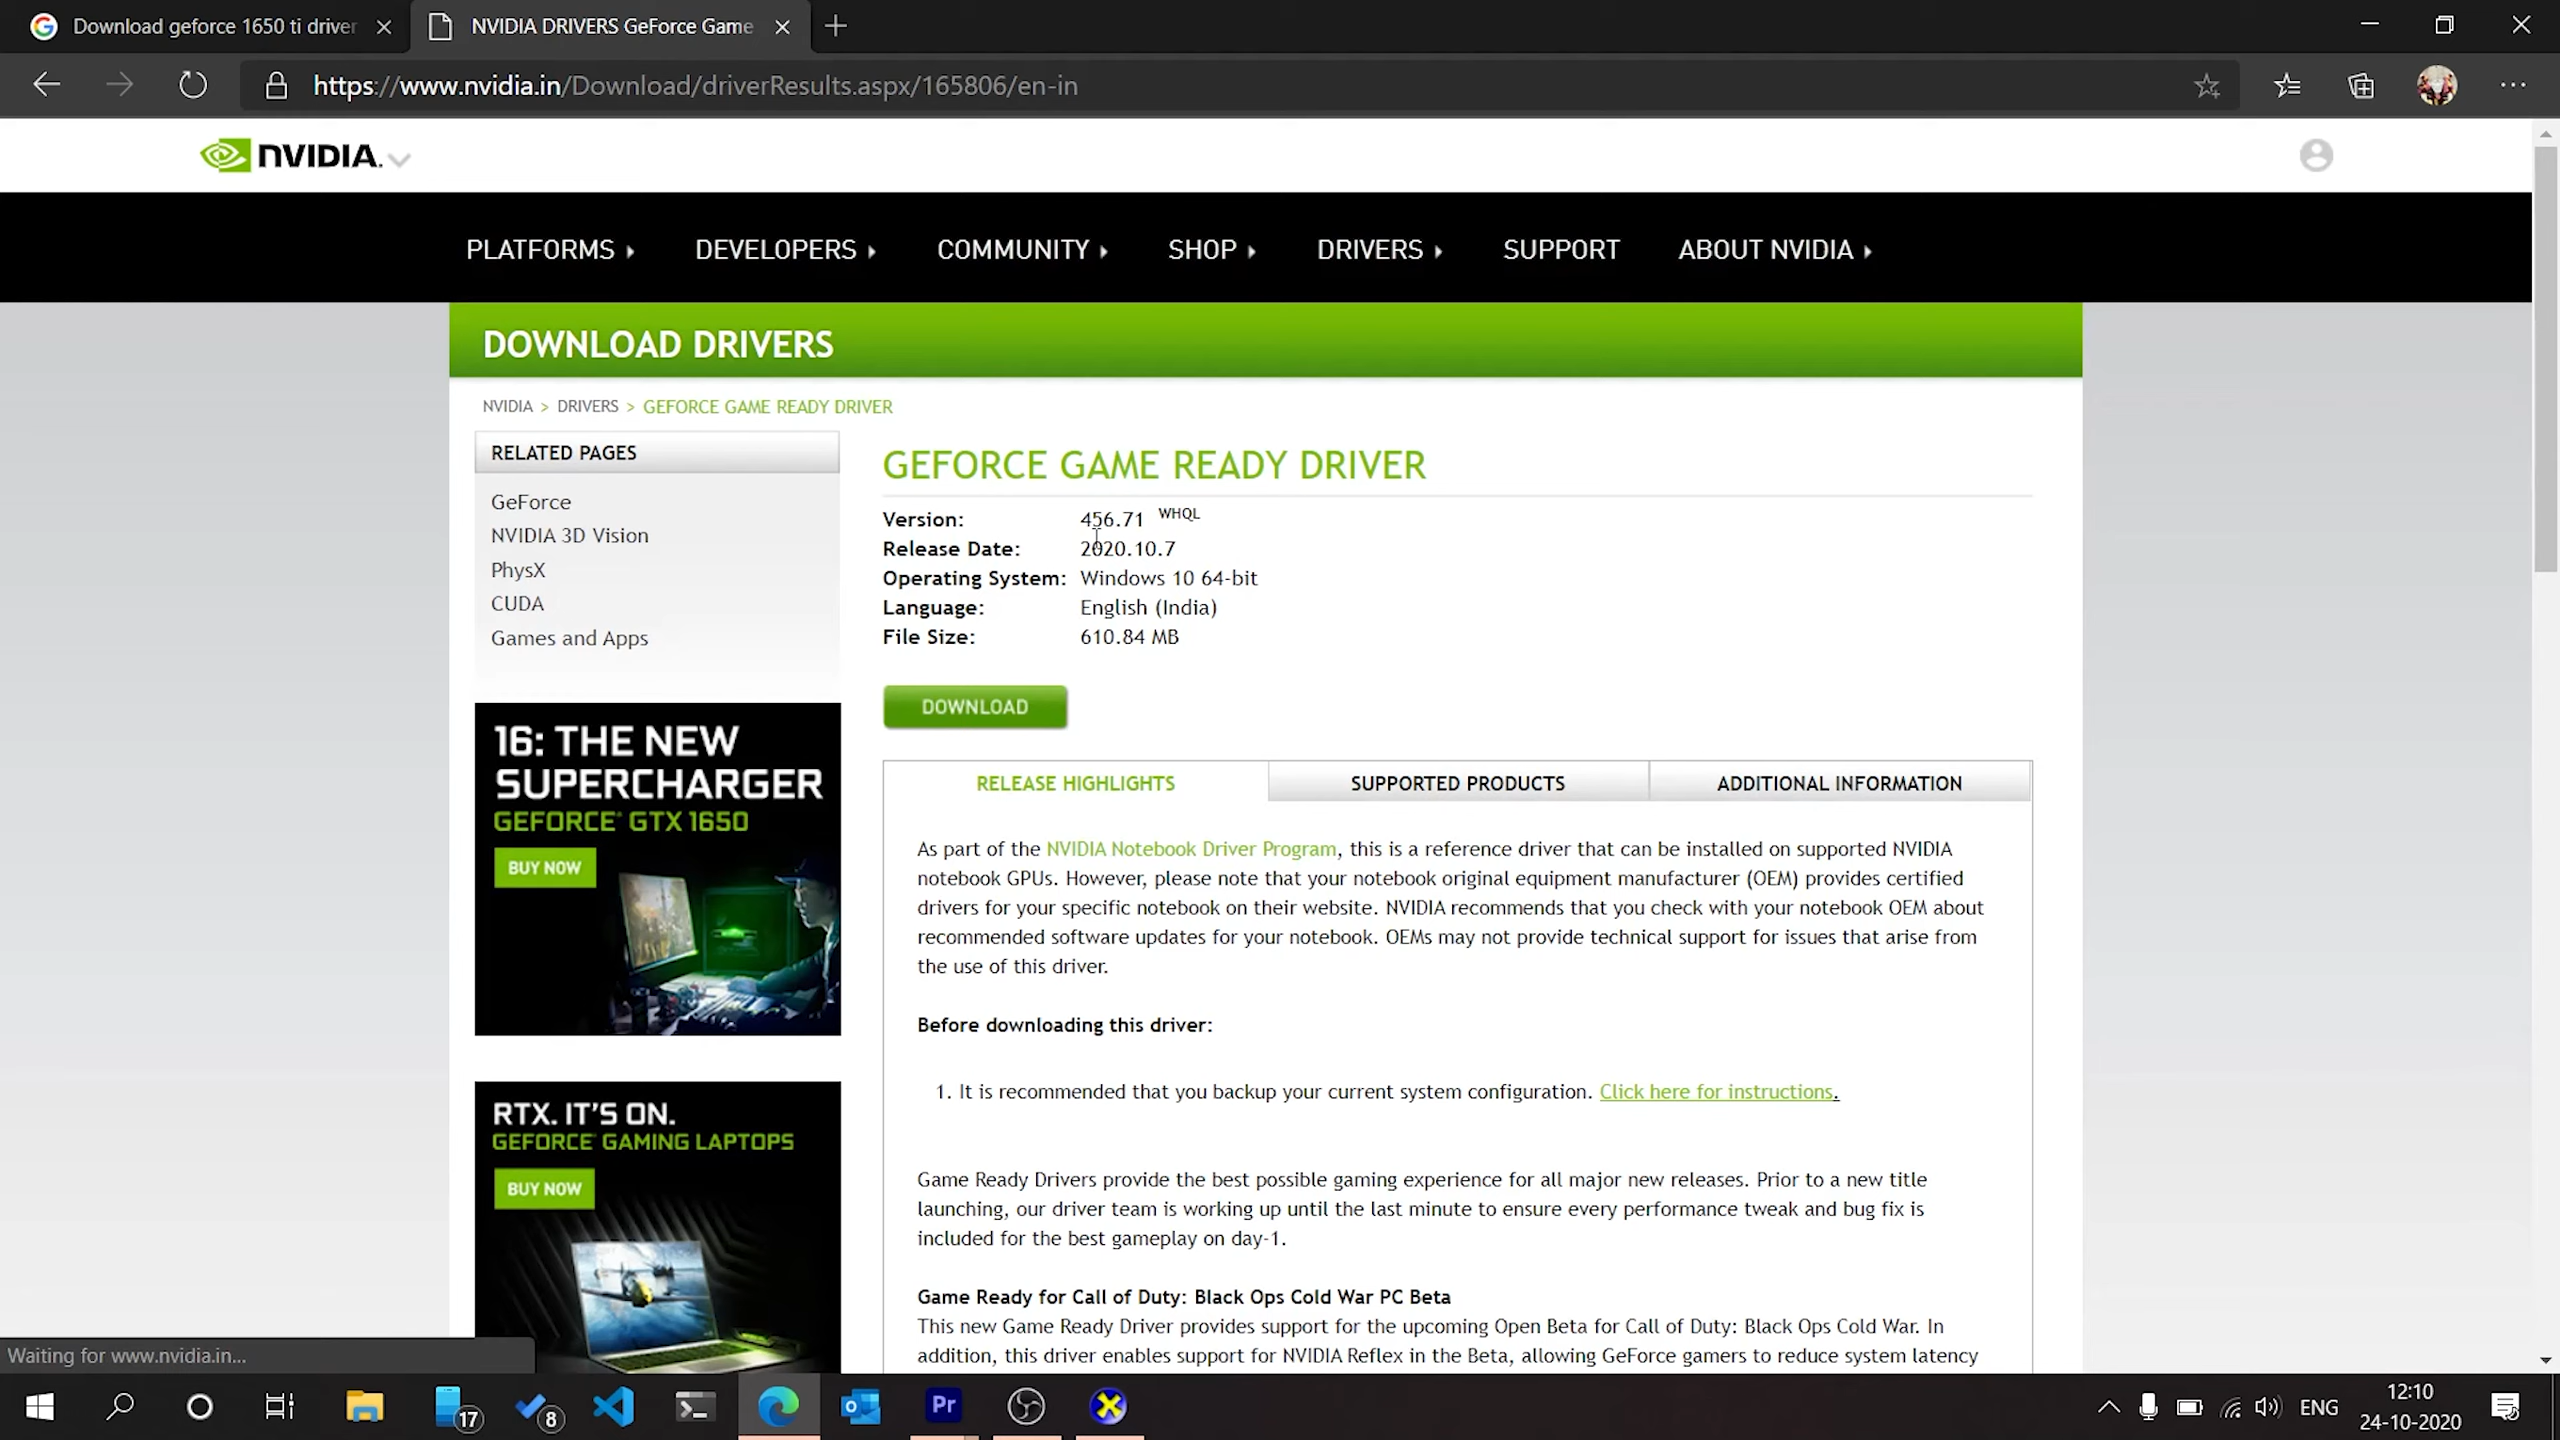 Download geforce 1650 ti driver
NVIDIA DRIVERS GeForce Game
https://www.nvidia.in/Download/driverResults.aspx/165806/en-in
NVIDIA.
PLATFORMS DEVELOPERS COMMUNITY SHOP DRIVERS SUPPORT ABOUT NVIDIA
DOWNLOAD DRIVERS
NVIDIA > DRIVERS > GEFORCE GAME READY DRIVER
RELATED PAGES
GeForce
NVIDIA 3D Vision
PhysX
CUDA
Games and Apps
16: THE NEW
SUPERCHARGER
GEFORCE® GTX 1650
BUY NOW
RTX. IT'S ON.
GEFORCE® GAMING LAPTOPS
BUY NOW
GEFORCE GAME READY DRIVER
Version: 456.71 WHQL
Release Date: 2020.10.7
Operating System: Windows 10 64-bit
Language: English (India)
File Size: 610.84 MB
DOWNLOAD
RELEASE HIGHLIGHTS SUPPORTED PRODUCTS ADDITIONAL INFORMATION
As part of the NVIDIA Notebook Driver Program, this is a reference driver that can be installed on supported NVIDIA
notebook GPUs. However, please note that your notebook original equipment manufacturer (OEM) provides certified
drivers for your specific notebook on their website. NVIDIA recommends that you check with your notebook OEM about
recommended software updates for your notebook. OEMs may not provide technical support for issues that arise from
the use of this driver.
Before downloading this driver:
1. It is recommended that you backup your current system configuration. Click here for instructions.
Game Ready Drivers provide the best possible gaming experience for all major new releases. Prior to a new title
launching, our driver team is working up until the last minute to ensure every performance tweak and bug fix is
included for the best gameplay on day-1.
Game Ready for Call of Duty: Black Ops Cold War PC Beta
This new Game Ready Driver provides support for the upcoming Open Beta for Call of Duty: Black Ops Cold War. In
addition, this driver enables support for NVIDIA Reflex in the Beta, allowing GeForce gamers to reduce system latency
Waiting for www.nvidia.in...
17
8
Pr
ENG
12:10
24-10-2020